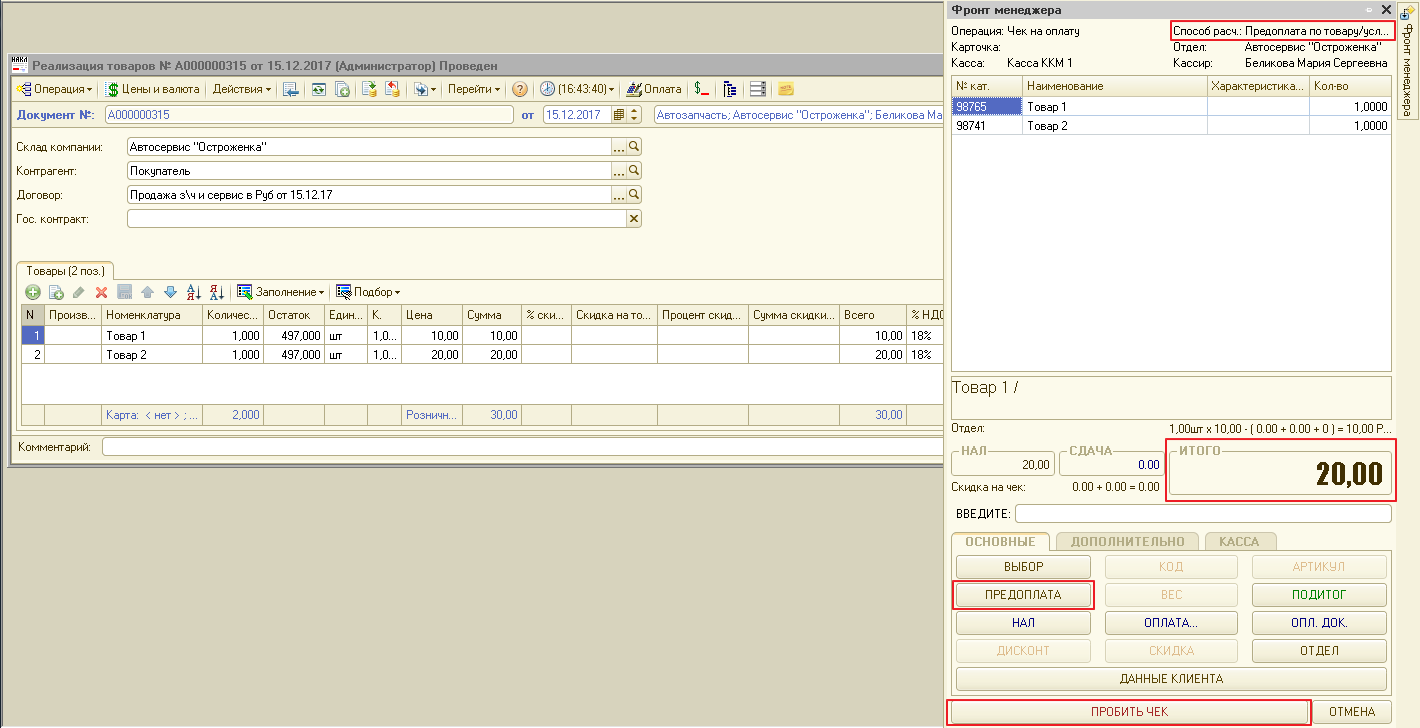 Реализация товаров № А000000315 от 15.12.2017 (Администратор) Проведен
Операция Цены и валюта Действия Перейти (16:43:40) Оплата
Документ №: А000000315 от 15.12.2017 Автозапчасть; Автосервис "Остроженка"; Беликова Ма
Склад компании: Автосервис "Остроженка"
Контрагент: Покупатель
Договор: Продажа з\ч и сервис в Руб от 15.12.17
Гос. контракт:
Товары (2 поз.)
Заполнение Подбор
N Произв... Номенклатура Количес... Остаток Един... К. Цена Сумма % ски... Скидка на то... Процент скид... Сумма скидки... Всего % НДС
1 Товар 1 1,000 497,000 шт 1,0... 10,00 10,00 10,00 18%
2 Товар 2 1,000 497,000 шт 1,0... 20,00 20,00 20,00 18%
Карта: < нет > ; ... 2,000 Розничн... 30,00 30,00
Комментарий:
Фронт менеджера
Операция: Чек на оплату Способ расч.: Предоплата по товару/усл...
Карточка: Отдел: Автосервис "Остроженка"
Касса: Касса ККМ 1 Кассир: Беликова Мария Сергеевна
№ кат. Наименование Характеристика... Кол-во
98765 Товар 1 1,0000
98741 Товар 2 1,0000
Товар 1 /
Отдел: 1,00шт x 10,00 - ( 0.00 + 0.00 + 0 ) = 10,00 Р...
НАЛ СДАЧА ИТОГО
20,00 0.00 20,00
Скидка на чек: 0.00 + 0.00 = 0.00
ВВЕДИТЕ:
ОСНОВНЫЕ ДОПОЛНИТЕЛЬНО КАССА
ВЫБОР КОД АРТИКУЛ
ПРЕДОПЛАТА ВЕС ПОДИТОГ
НАЛ ОПЛАТА... ОПЛ. ДОК.
ДИСКОНТ СКИДКА ОТДЕЛ
ДАННЫЕ КЛИЕНТА
ПРОБИТЬ ЧЕК ОТМЕНА
Фронт менеджера